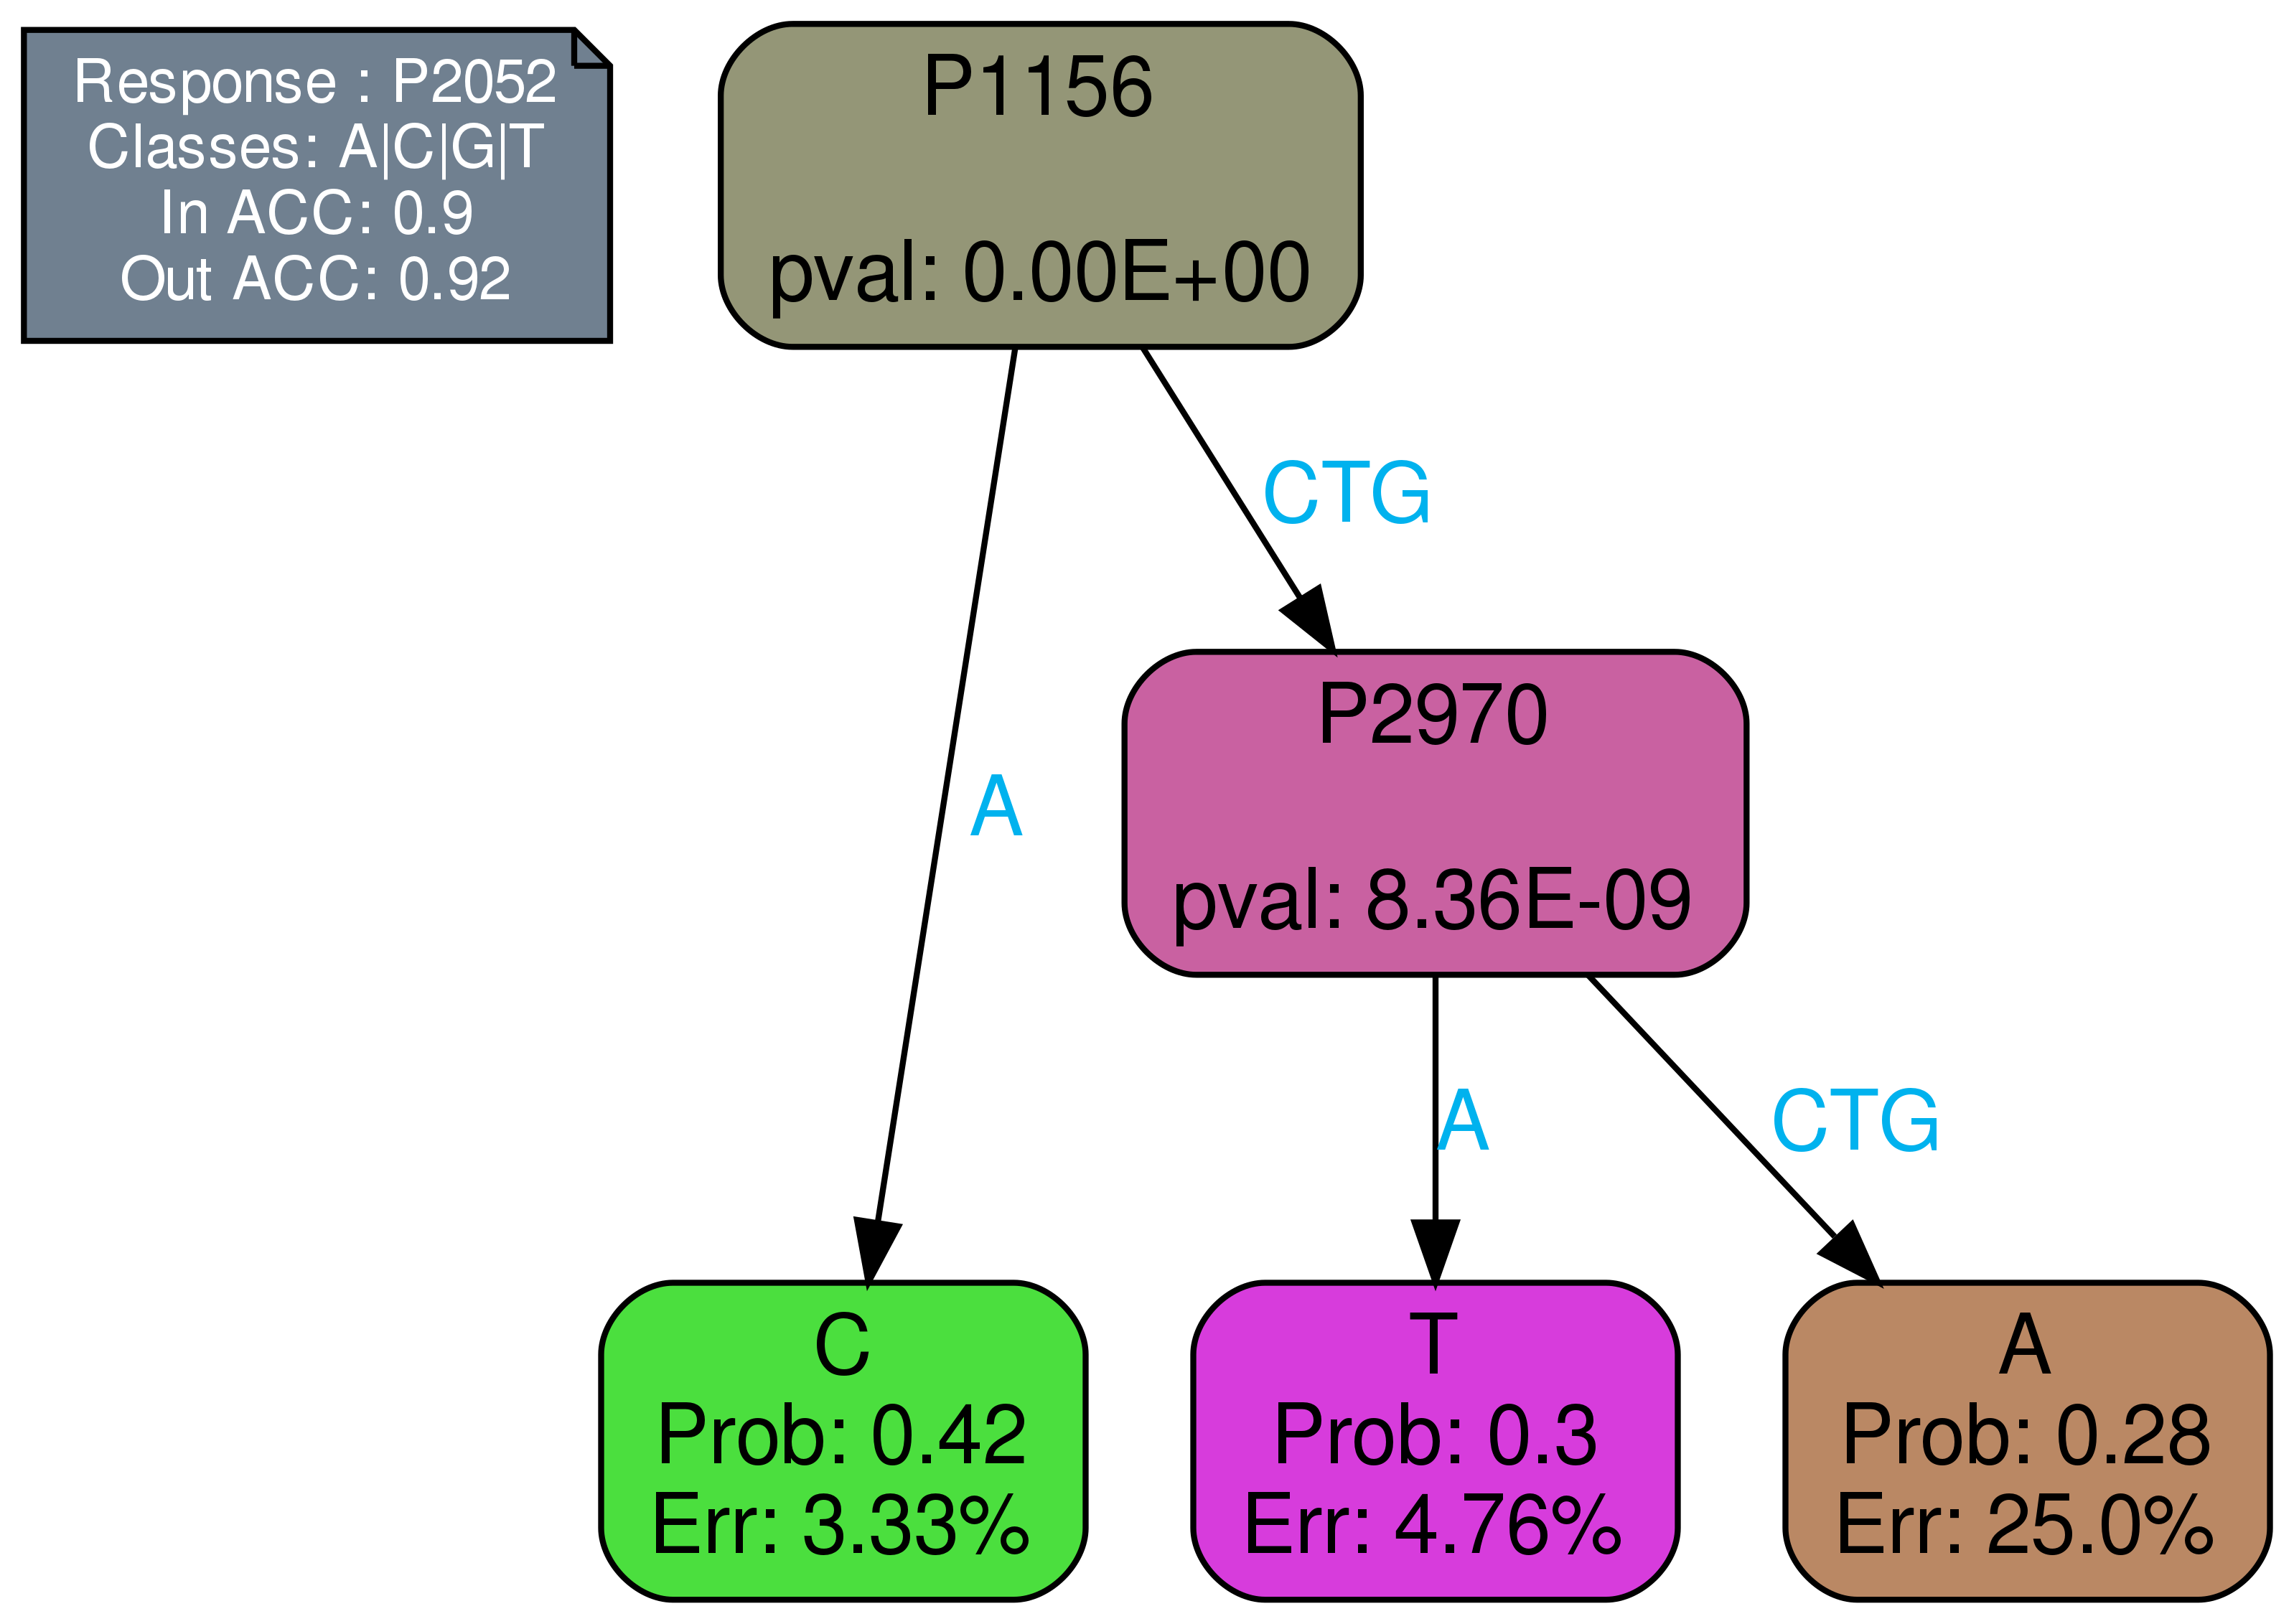 Response : P2052
Classes: A|C|G|T
In ACC: 0.9
Out ACC: 0.92
P1156
pval: 0.00E+00
CTG
P2970
pval: 8.36E-09
A
A
CTG
C
Prob: 0.42
Err: 3.33%
T
Prob: 0.3
Err: 4.76%
A
Prob: 0.28
Err: 25.0%